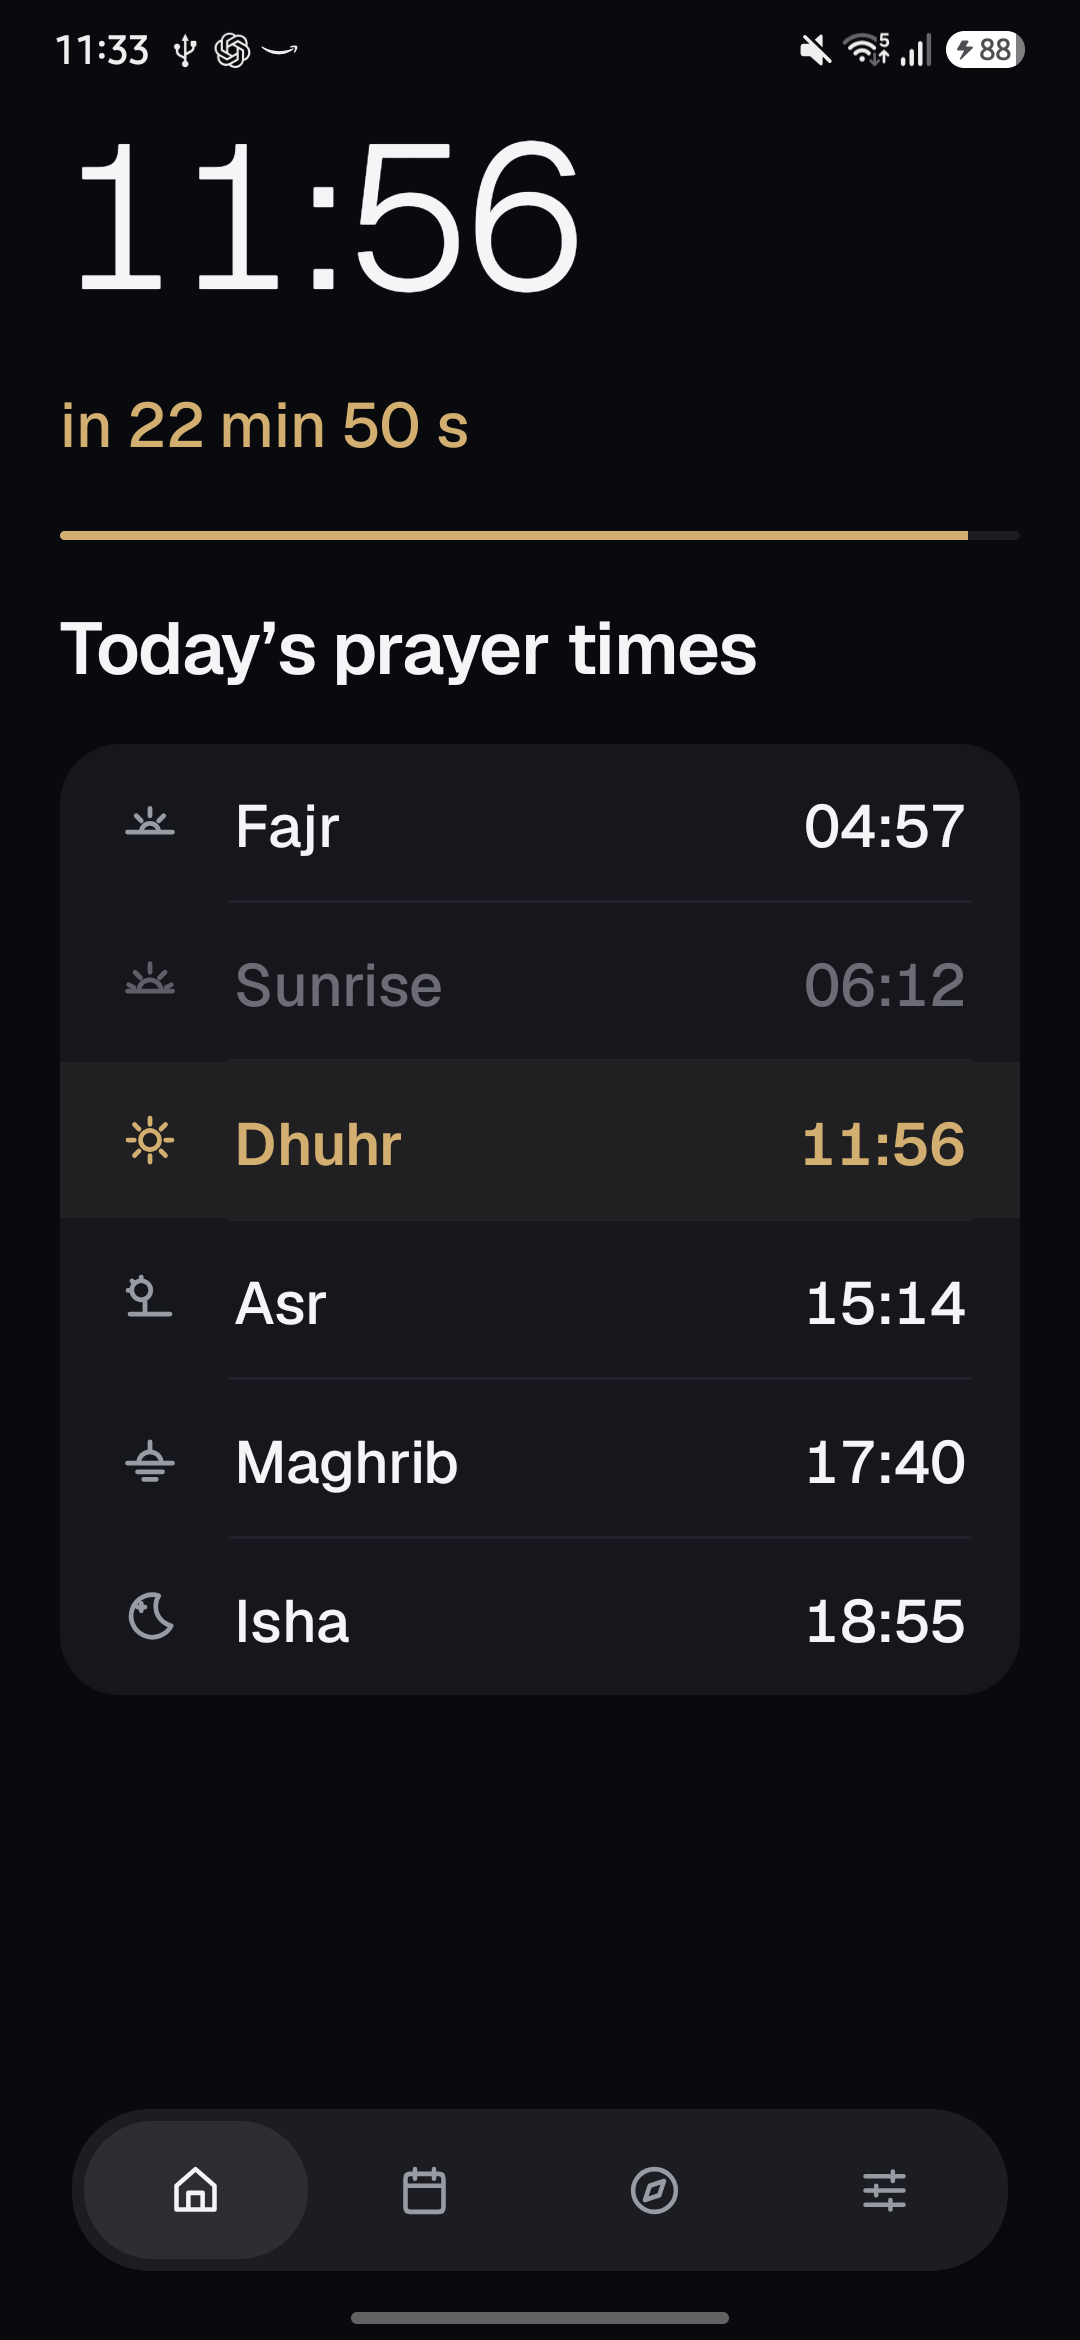 11:33
5
88
11:56
in 22 min 50 s
Today’s prayer times
Fajr 04:57
Sunrise 06:12
Dhuhr 11:56
Asr 15:14
Maghrib 17:40
Isha 18:55